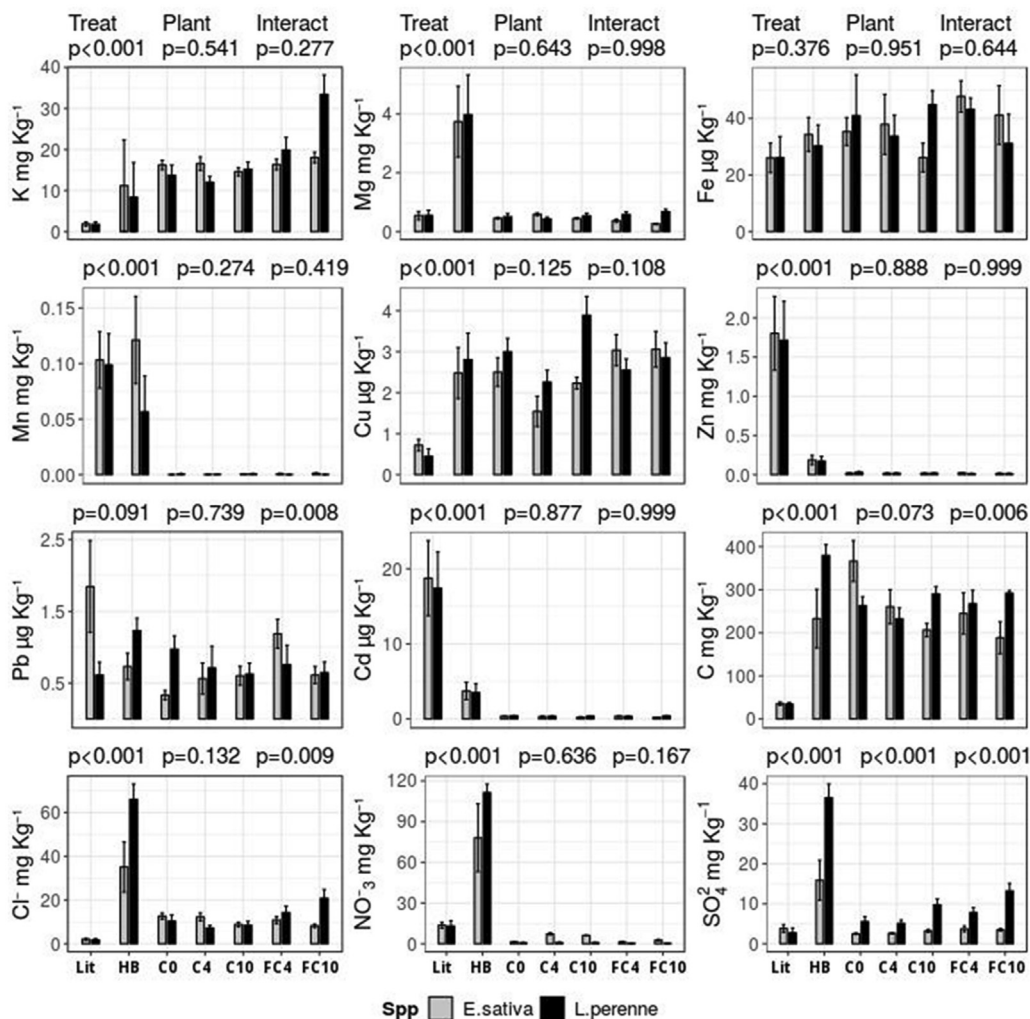 Treat Plant Interact Treat Plant Interact Treat Plant Interact
p<0.001 p=0.541 p=0.277 p<0.001 p=0.643 p=0.998 p=0.376 p=0.951 p=0.644
K mg Kg⁻¹
40
30
20
10
0
Mg mg Kg⁻¹
4
2
0
Fe µg Kg⁻¹
40
20
0
p<0.001 p=0.274 p=0.419 p<0.001 p=0.125 p=0.108 p<0.001 p=0.888 p=0.999
Mn mg Kg⁻¹
0.15
0.10
0.05
0.00
Cu µg Kg⁻¹
4
3
2
1
0
Zn mg Kg⁻¹
2.0
1.5
1.0
0.5
0.0
p=0.091 p=0.739 p=0.008 p<0.001 p=0.877 p=0.999 p<0.001 p=0.073 p=0.006
Pb µg Kg⁻¹
2.5
1.5
0.5
Cd µg Kg⁻¹
20
10
0
C mg Kg⁻¹
400
300
200
100
0
p<0.001 p=0.132 p=0.009 p<0.001 p=0.636 p=0.167 p<0.001 p<0.001 p<0.001
Cl⁻ mg Kg⁻¹
60
40
20
0
NO⁻₃ mg Kg⁻¹
120
90
60
30
0
SO²₄ mg Kg⁻¹
40
30
20
10
0
Lit HB C0 C4 C10 FC4 FC10 Lit HB C0 C4 C10 FC4 FC10 Lit HB C0 C4 C10 FC4 FC10
Spp E.sativa L.perenne